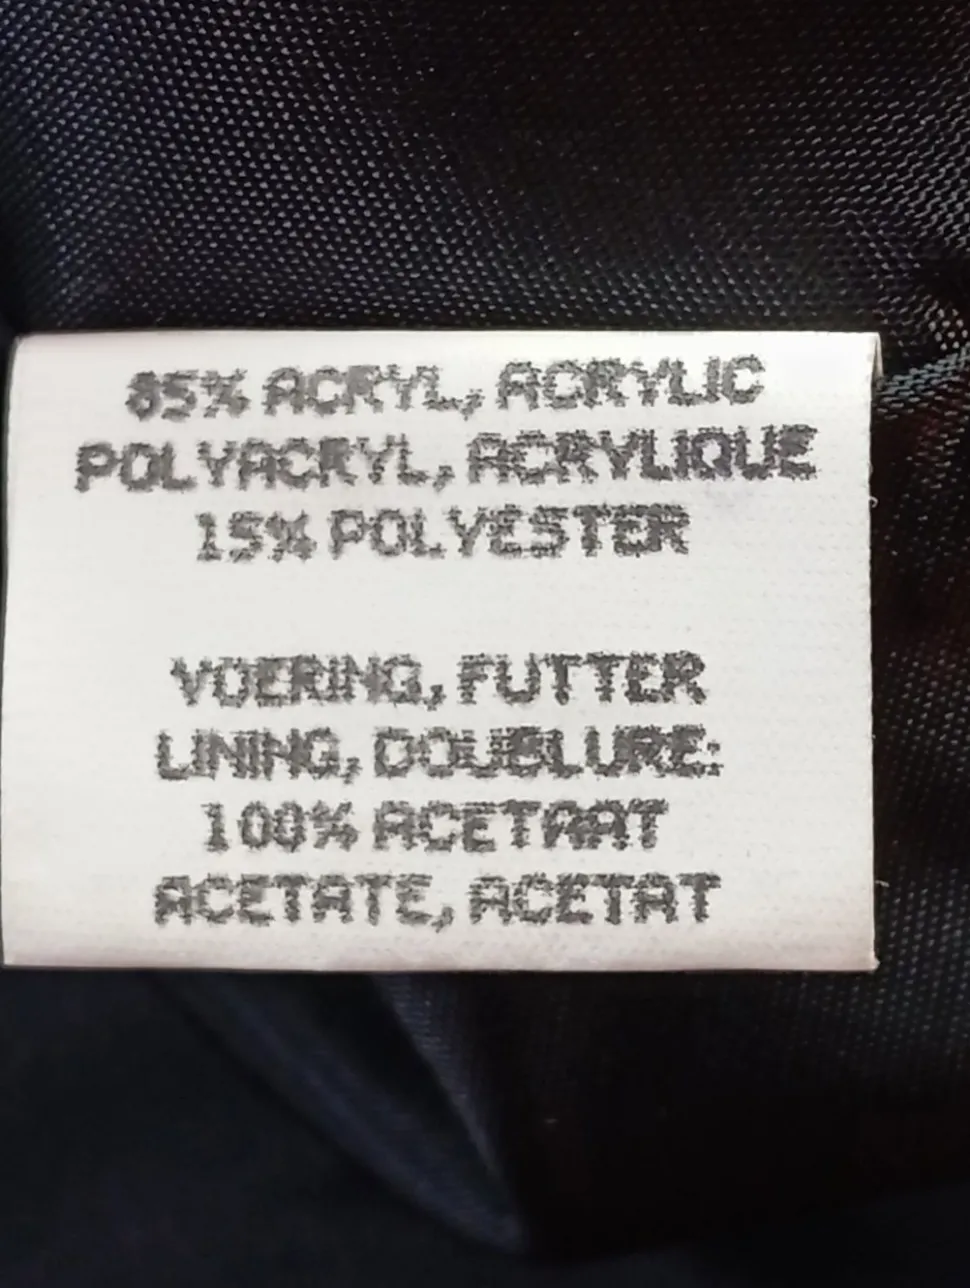 85% ACRYL, ACRYLIC
POLYACRYL, ACRYLIQUE
15% POLYESTER
VOERING, FUTTER
LINING, DOUBLURE:
100% ACETAAT
ACETATE, ACETAT